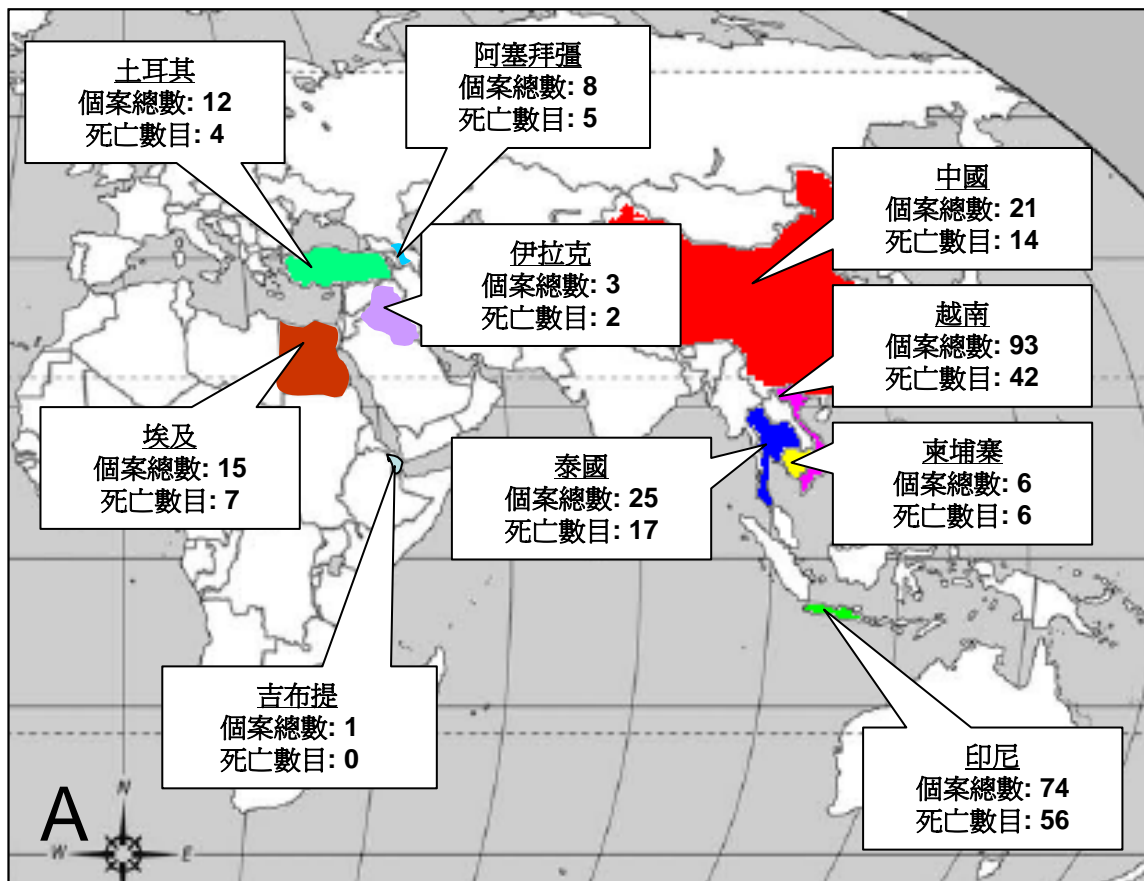 土耳其
個案總數: 12
死亡數目: 4
阿塞拜彊
個案總數: 8
死亡數目: 5
中國
個案總數: 21
死亡數目: 14
伊拉克
個案總數: 3
死亡數目: 2
越南
個案總數: 93
死亡數目: 42
埃及
個案總數: 15
死亡數目: 7
泰國
個案總數: 25
死亡數目: 17
柬埔寨
個案總數: 6
死亡數目: 6
吉布提
個案總數: 1
死亡數目: 0
印尼
個案總數: 74
死亡數目: 56
A
N
W
E